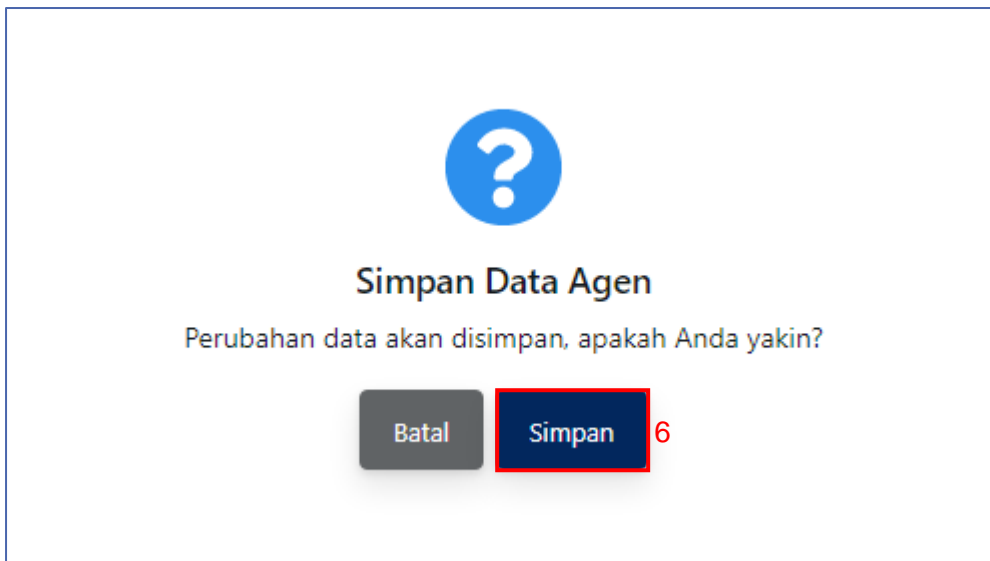 Simpan Data Agen
Perubahan data akan disimpan, apakah Anda yakin?
Batal Simpan 6